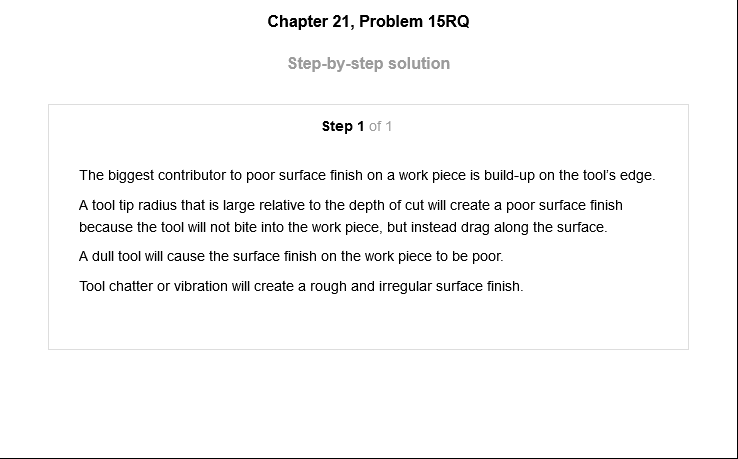 Chapter 21, Problem 15RQ
Step-by-step solution
Step 1 of 1
The biggest contributor to poor surface finish on a work piece is build-up on the tool's edge.
A tool tip radius that is large relative to the depth of cut will create a poor surface finish
because the tool will not bite into the work piece, but instead drag along the surface.
A dull tool will cause the surface finish on the work piece to be poor.
Tool chatter or vibration will create a rough and irregular surface finish.